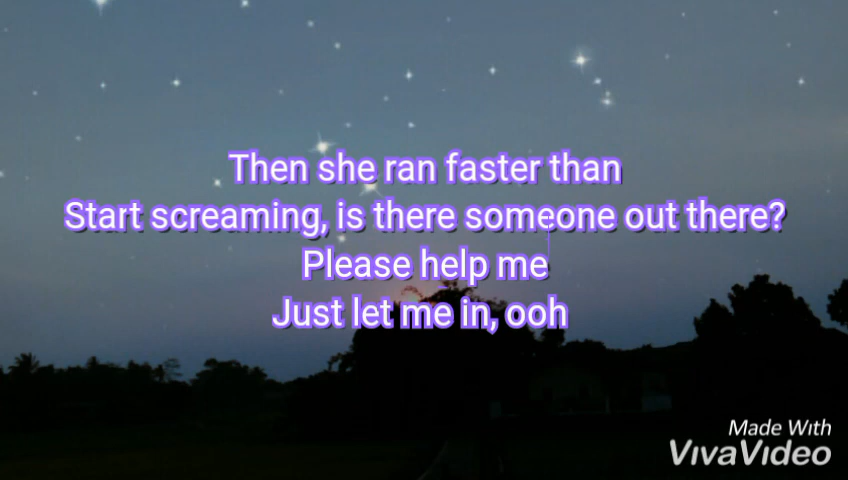 Then she ran faster than
Start screaming, is there someone out there?
Please help me
Just let me in, ooh
Made With
VivaVideo